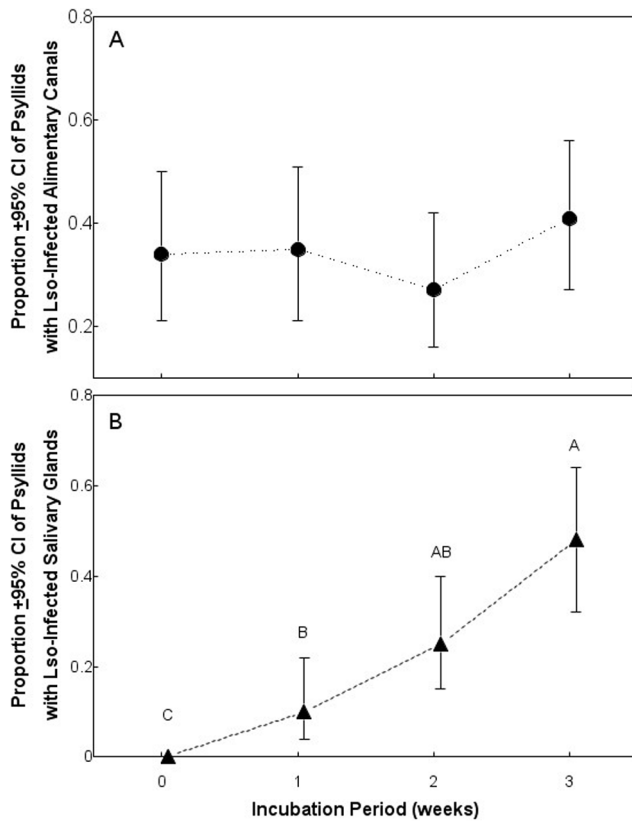 A
Proportion ±95% CI of Psyllids
with Lso-Infected Alimentary Canals
0.8
0.6
0.4
0.2
B
Proportion ±95% CI of Psyllids
with Lso-Infected Salivary Glands
0.8
0.6
0.4
0.2
0
C
B
AB
A
0 1 2 3
Incubation Period (weeks)